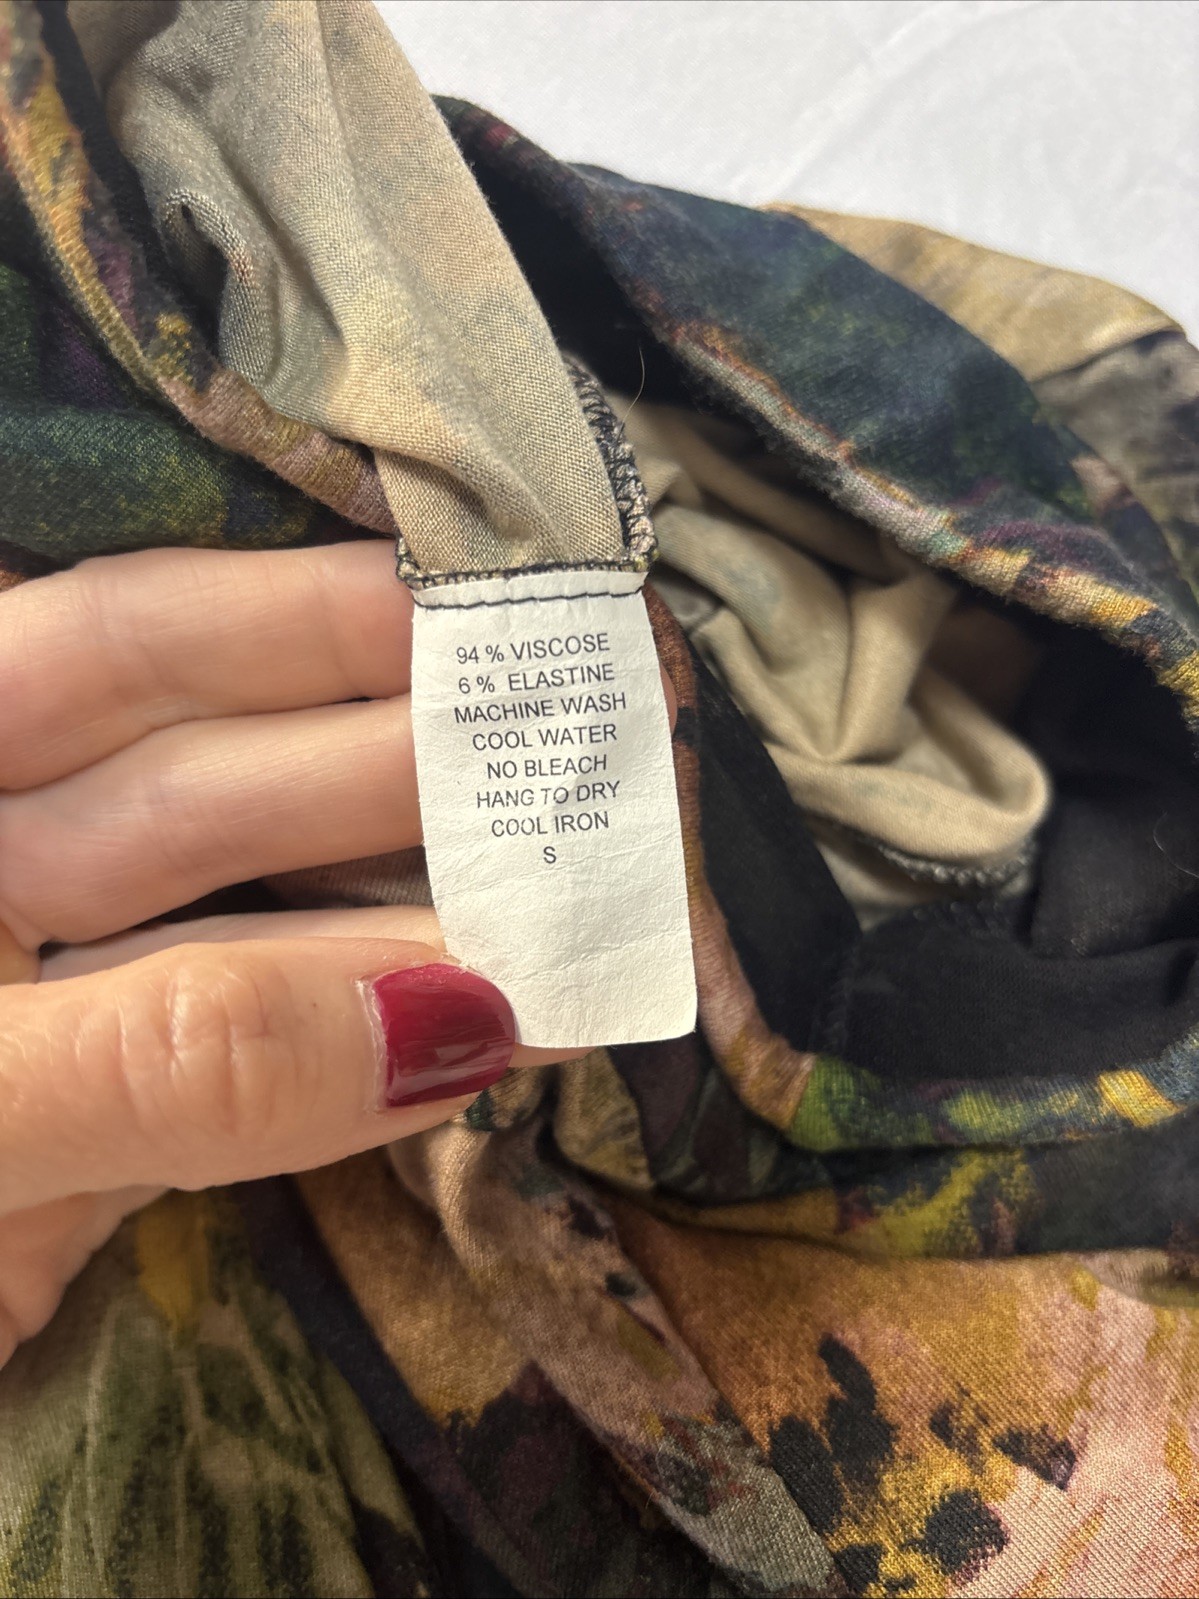 94 % VISCOSE
6 % ELASTINE
MACHINE WASH
COOL WATER
NO BLEACH
HANG TO DRY
COOL IRON
S